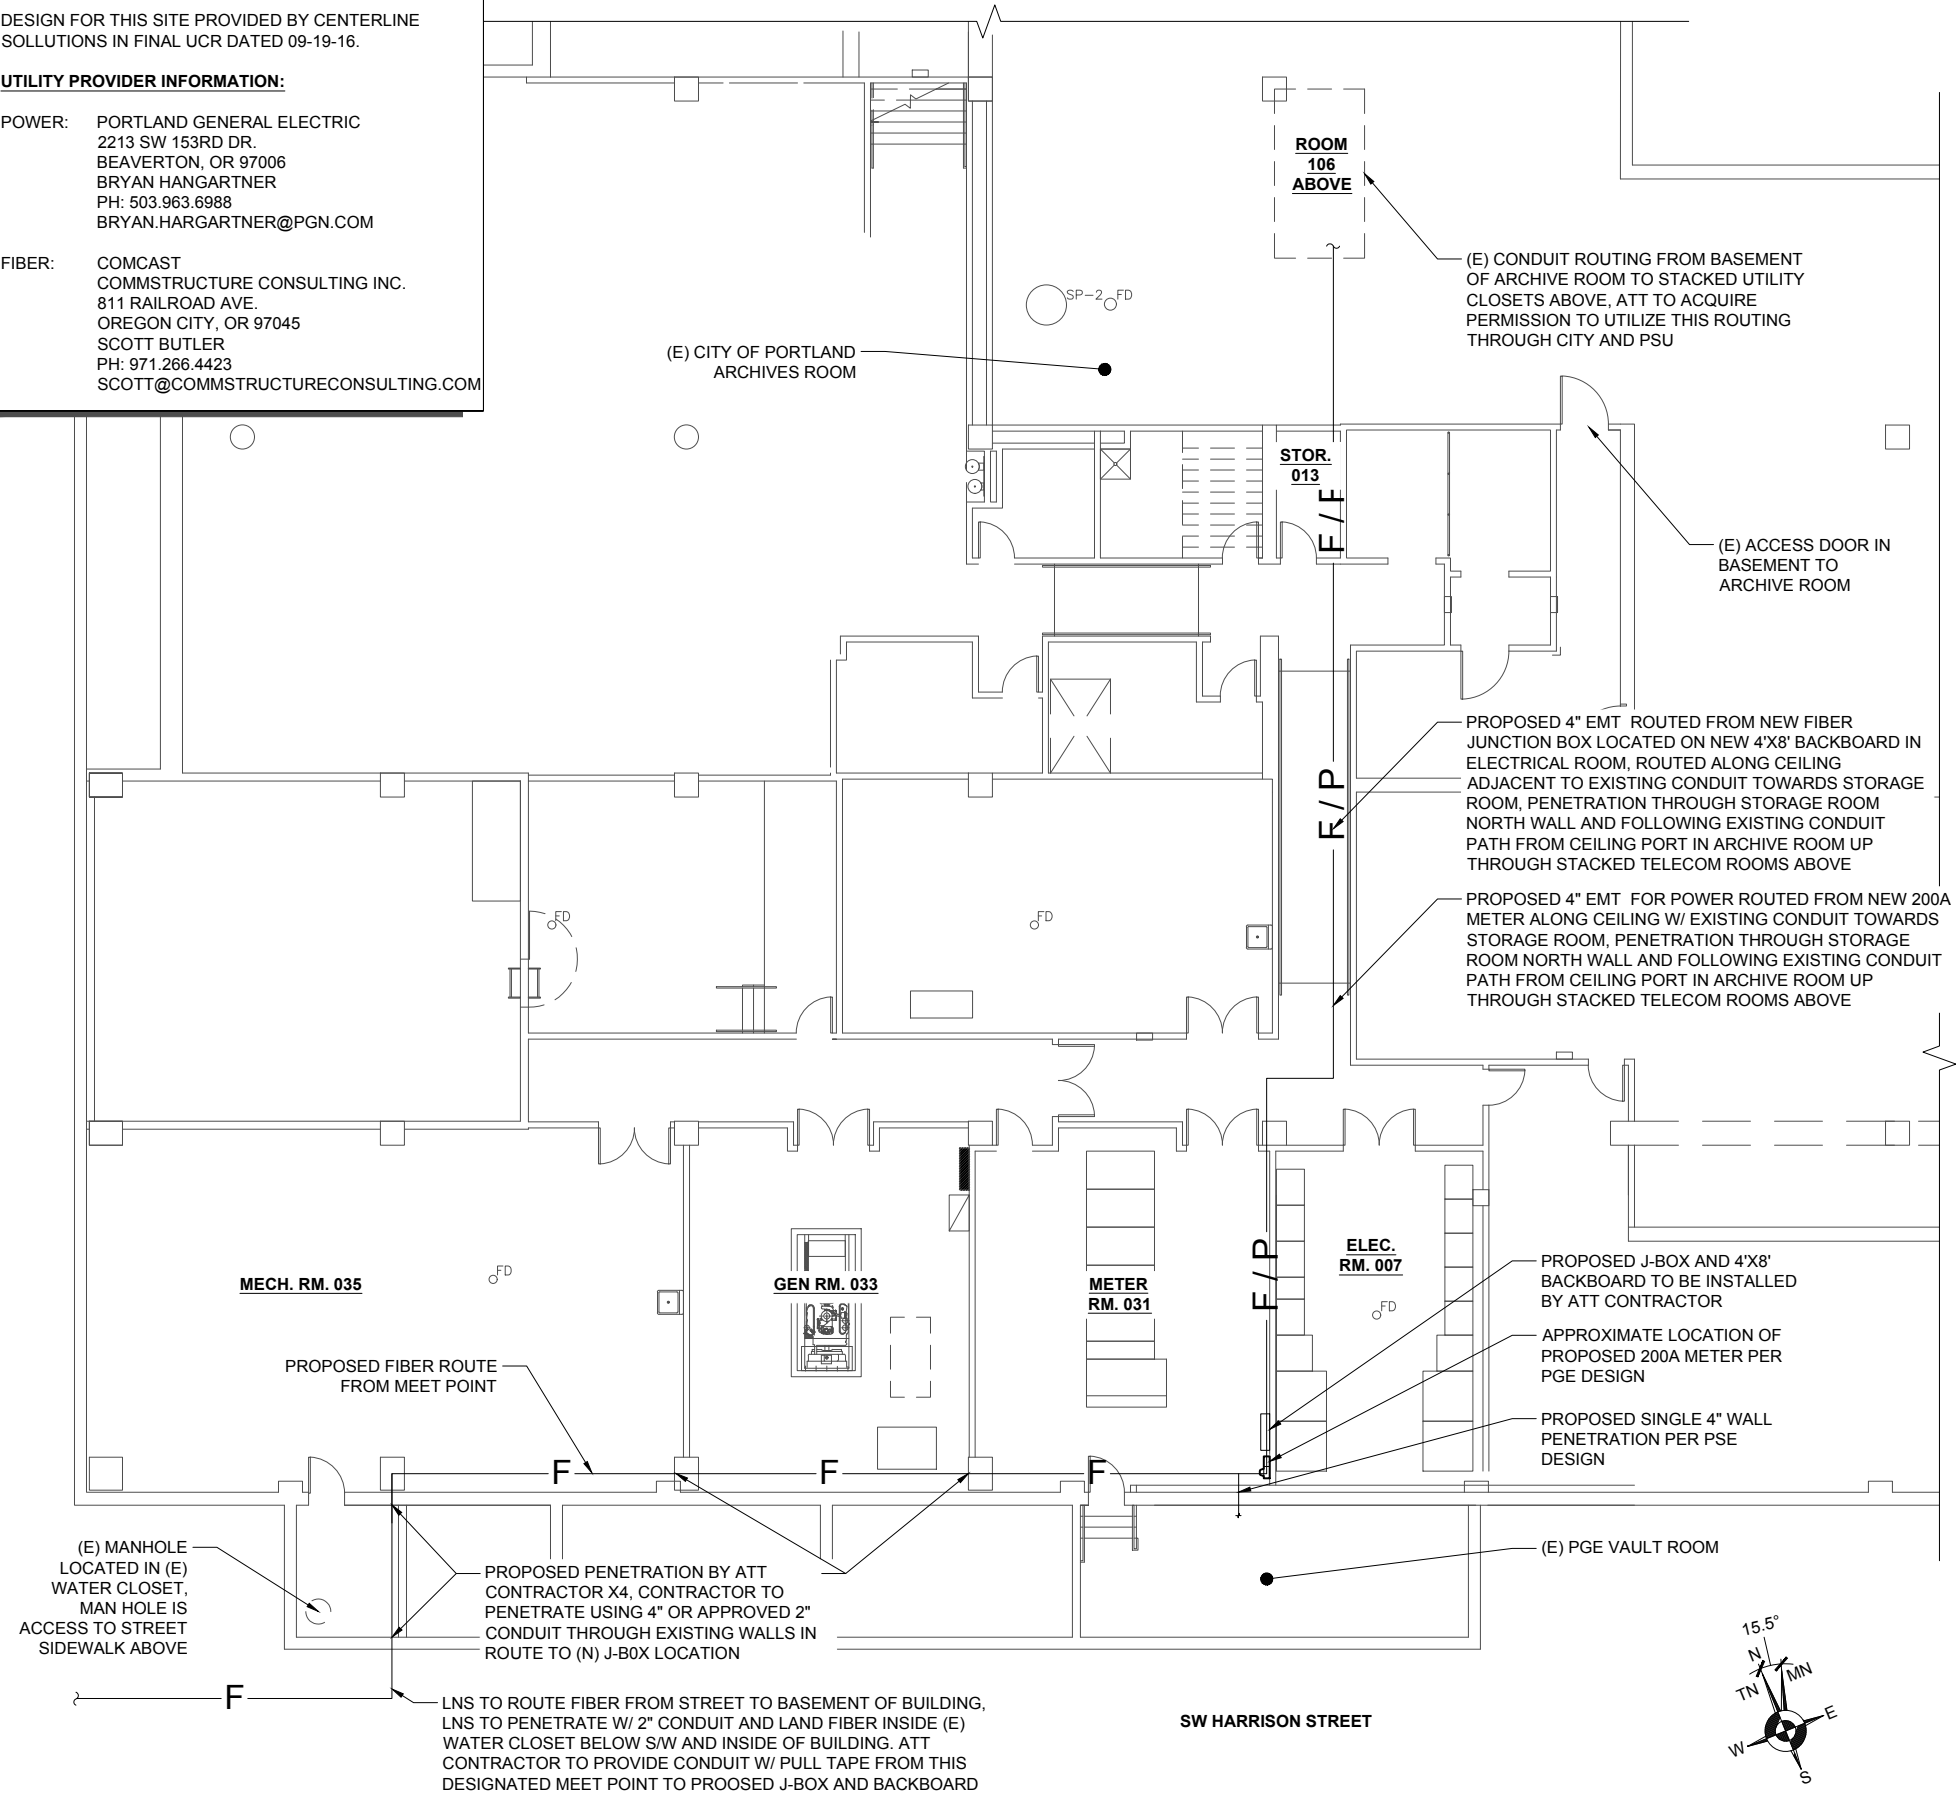 DESIGN FOR THIS SITE PROVIDED BY CENTERLINE
SOLLUTIONS IN FINAL UCR DATED 09-19-16.
UTILITY PROVIDER INFORMATION:
POWER: PORTLAND GENERAL ELECTRIC
2213 SW 153RD DR.
BEAVERTON, OR 97006
BRYAN HANGARTNER
PH: 503.963.6988
BRYAN.HARGARTNER@PGN.COM
FIBER: COMCAST
COMMSTRUCTURE CONSULTING INC.
811 RAILROAD AVE.
OREGON CITY, OR 97045
SCOTT BUTLER
PH: 971.266.4423
SCOTT@COMMSTRUCTURECONSULTING.COM
ROOM
106
ABOVE
(E) CONDUIT ROUTING FROM BASEMENT
OF ARCHIVE ROOM TO STACKED UTILITY
CLOSETS ABOVE, ATT TO ACQUIRE
PERMISSION TO UTILIZE THIS ROUTING
THROUGH CITY AND PSU
SP-2 FD
(E) CITY OF PORTLAND
ARCHIVES ROOM
STOR.
013
F / P
(E) ACCESS DOOR IN
BASEMENT TO
ARCHIVE ROOM
PROPOSED 4" EMT ROUTED FROM NEW FIBER
JUNCTION BOX LOCATED ON NEW 4'X8' BACKBOARD IN
ELECTRICAL ROOM, ROUTED ALONG CEILING
ADJACENT TO EXISTING CONDUIT TOWARDS STORAGE
ROOM, PENETRATION THROUGH STORAGE ROOM
NORTH WALL AND FOLLOWING EXISTING CONDUIT
PATH FROM CEILING PORT IN ARCHIVE ROOM UP
THROUGH STACKED TELECOM ROOMS ABOVE
F / P
PROPOSED 4" EMT FOR POWER ROUTED FROM NEW 200A
METER ALONG CEILING W/ EXISTING CONDUIT TOWARDS
STORAGE ROOM, PENETRATION THROUGH STORAGE
ROOM NORTH WALL AND FOLLOWING EXISTING CONDUIT
PATH FROM CEILING PORT IN ARCHIVE ROOM UP
THROUGH STACKED TELECOM ROOMS ABOVE
FD
FD
MECH. RM. 035
FD
GEN RM. 033
METER
RM. 031
F / P
ELEC.
RM. 007
FD
PROPOSED J-BOX AND 4'X8'
BACKBOARD TO BE INSTALLED
BY ATT CONTRACTOR
APPROXIMATE LOCATION OF
PROPOSED 200A METER PER
PGE DESIGN
PROPOSED SINGLE 4" WALL
PENETRATION PER PSE
DESIGN
PROPOSED FIBER ROUTE
FROM MEET POINT
F
F
F
(E) MANHOLE
LOCATED IN (E)
WATER CLOSET,
MAN HOLE IS
ACCESS TO STREET
SIDEWALK ABOVE
PROPOSED PENETRATION BY ATT
CONTRACTOR X4, CONTRACTOR TO
PENETRATE USING 4" OR APPROVED 2"
CONDUIT THROUGH EXISTING WALLS IN
ROUTE TO (N) J-B0X LOCATION
(E) PGE VAULT ROOM
F
LNS TO ROUTE FIBER FROM STREET TO BASEMENT OF BUILDING,
LNS TO PENETRATE W/ 2" CONDUIT AND LAND FIBER INSIDE (E)
WATER CLOSET BELOW S/W AND INSIDE OF BUILDING. ATT
CONTRACTOR TO PROVIDE CONDUIT W/ PULL TAPE FROM THIS
DESIGNATED MEET POINT TO PROOSED J-BOX AND BACKBOARD
SW HARRISON STREET
15.5°
N
MN
TN
E
W
S